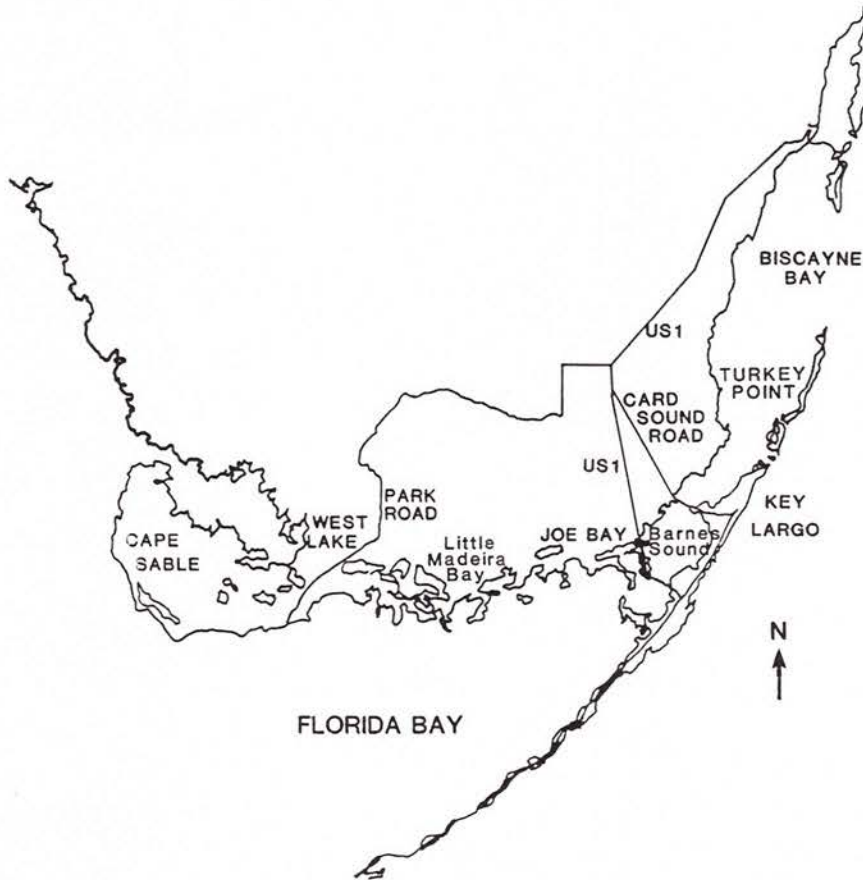 BISCAYNE
BAY
US1
TURKEY
POINT
CARD
SOUND
ROAD
US1
PARK
ROAD
KEY
LARGO
WEST
LAKE
CAPE
SABLE
Little
Madeira
Bay
JOE BAY
Barnes
Sound
N
FLORIDA BAY